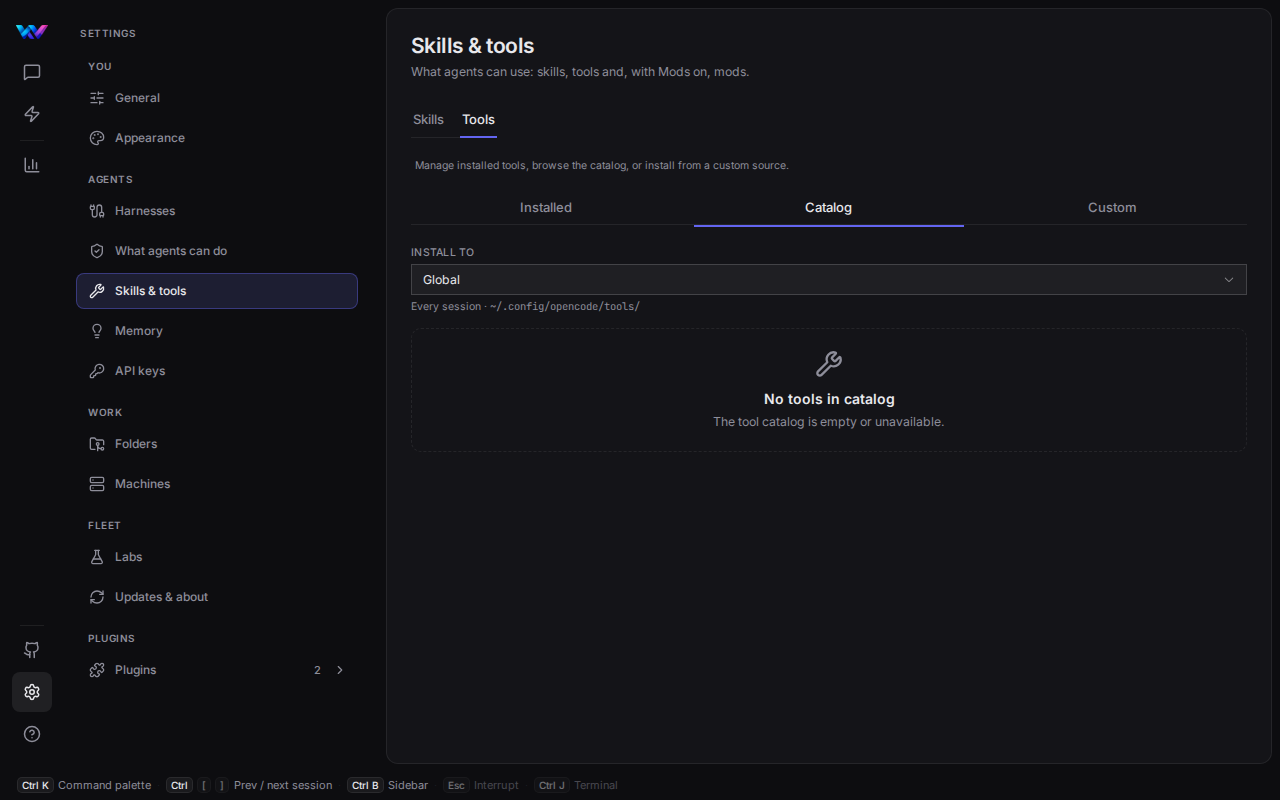 SETTINGS
YOU
General
Appearance
AGENTS
Harnesses
What agents can do
Skills & tools
Memory
API keys
WORK
Folders
Machines
FLEET
Labs
Updates & about
PLUGINS
Plugins 2
Skills & tools
What agents can use: skills, tools and, with Mods on, mods.
Skills Tools
Manage installed tools, browse the catalog, or install from a custom source.
Installed Catalog Custom
INSTALL TO
Global
Every session · ~/.config/opencode/tools/
No tools in catalog
The tool catalog is empty or unavailable.
Ctrl K Command palette Ctrl [ ] Prev / next session Ctrl B Sidebar Esc Interrupt Ctrl J Terminal